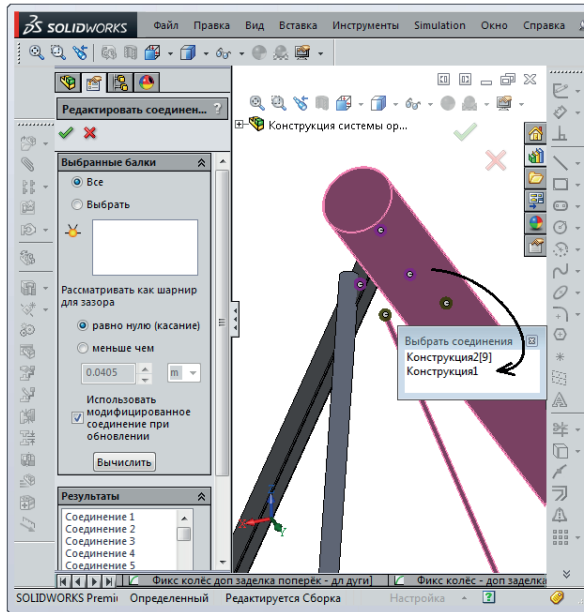 SOLIDWORKS Файл Правка Вид Вставка Инструменты Simulation Окно Справка
Редактировать соединен... ?
Конструкция системы ор...
Выбранные балки
Все
Выбрать
Рассматривать как шарнир
для зазора
равно нулю (касание)
меньше чем
0.0405 m
Использовать
модифицированное
соединение при
обновлении
Вычислить
Выбрать соединения
Конструкция2[9]
Конструкция1
Результаты
Соединение 1
Соединение 2
Соединение 3
Соединение 4
Соединение 5
Фикс колёс доп заделка поперёк - дл дуги] Фикс колёс - доп заделка
SOLIDWORKS Premi Определенный Редактируется Сборка Настройка ?